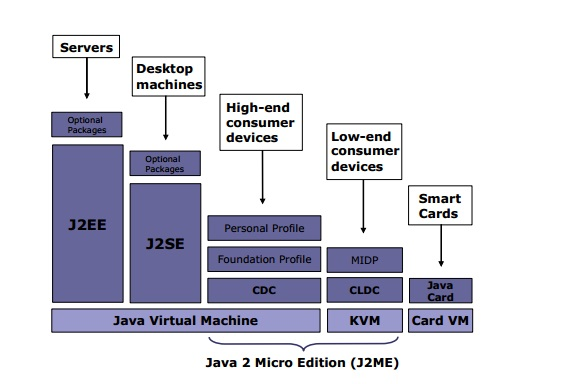 Servers
Desktop
machines
High-end
consumer
devices
Low-end
consumer
devices
Smart
Cards
Optional
Packages
J2EE
Optional
Packages
J2SE
Personal Profile
Foundation Profile
CDC
MIDP
CLDC
Java
Card
Java Virtual Machine
KVM
Card VM
Java 2 Micro Edition (J2ME)